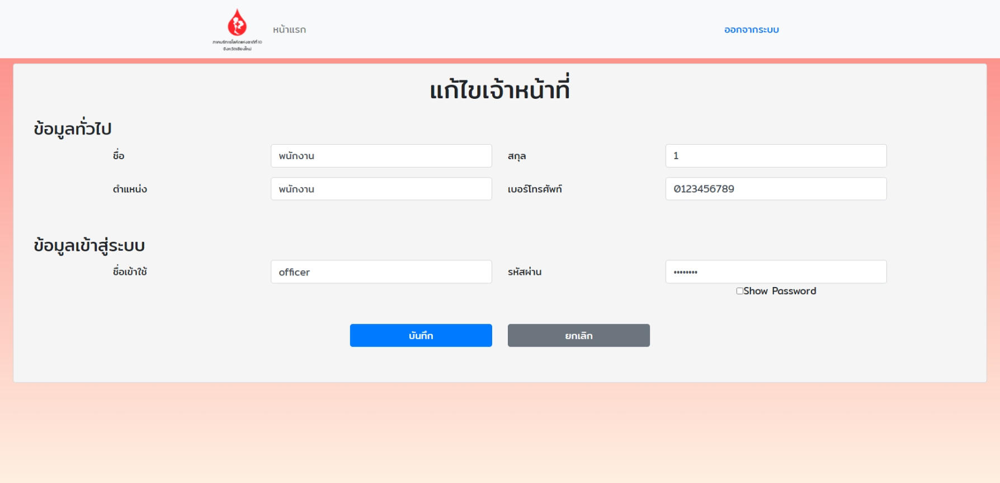 ภาคบริการโลหิตแห่งชาติที่ 10
จังหวัดเชียงใหม่
หน้าแรก
ออกจากระบบ
แก้ไขเจ้าหน้าที่
ข้อมูลทั่วไป
ชื่อ พนักงาน สกุล 1
ตำแหน่ง พนักงาน เบอร์โทรศัพท์ 0123456789
ข้อมูลเข้าสู่ระบบ
ชื่อเข้าใช้ officer รหัสผ่าน ••••••••
Show Password
บันทึก ยกเลิก